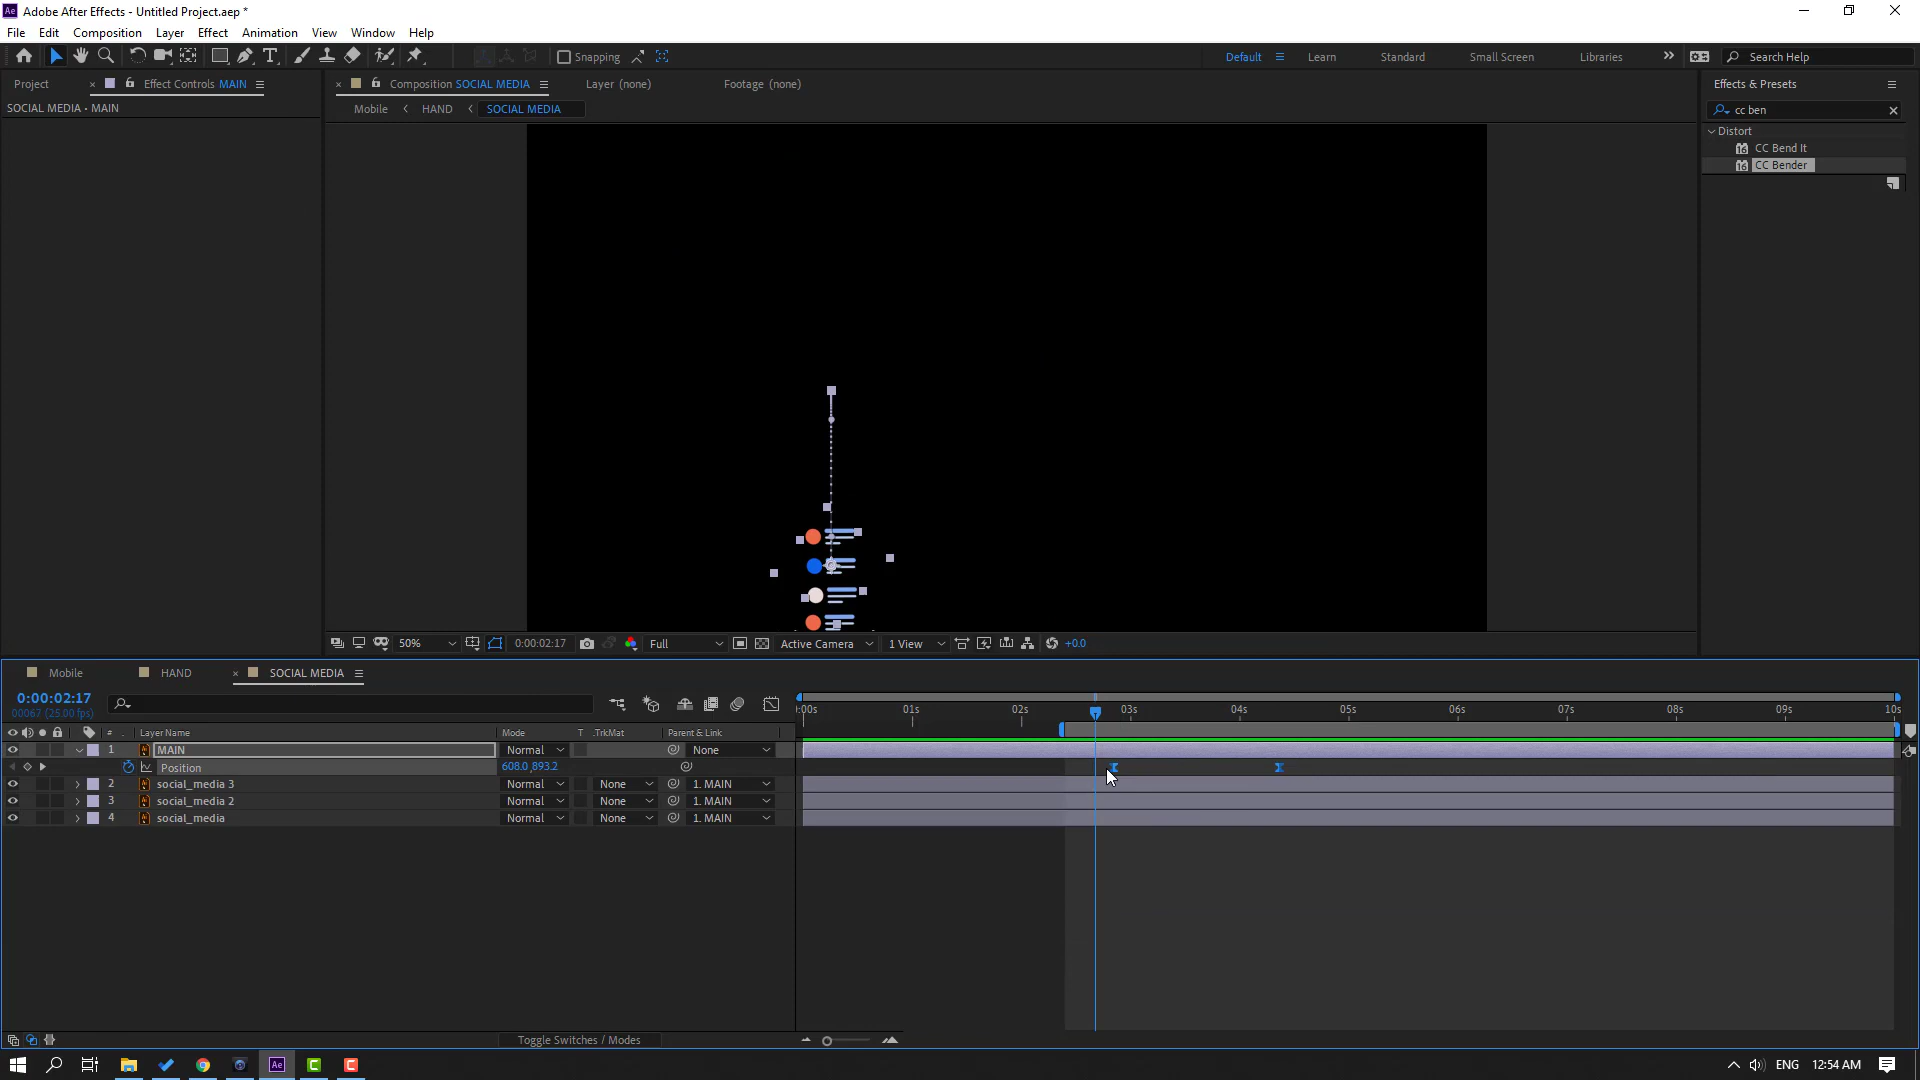 Adobe After Effects - Untitled Project.aep *
File Edit Composition Layer Effect Animation View Window Help
Snapping Default Learn Standard Small Screen Libraries Search Help
Project Effect Controls MAIN Composition SOCIAL MEDIA Layer (none) Footage (none) Effects & Presets
SOCIAL MEDIA • MAIN Mobile HAND SOCIAL MEDIA cc ben
Distort
CC Bend It
CC Bender
50% 0:00:02:17 Full Active Camera 1 View +0.0
Mobile HAND SOCIAL MEDIA
0:00:02:17
00067 (25.00 fps)
:00s 01s 02s 03s 04s 05s 06s 07s 08s 09s 10s
# Layer Name Mode T .TrkMat Parent & Link
1 MAIN Normal None
Position 608.0,893.2
2 social_media 3 Normal None 1. MAIN
3 social_media 2 Normal None 1. MAIN
4 social_media Normal None 1. MAIN
Toggle Switches / Modes
ENG 12:54 AM